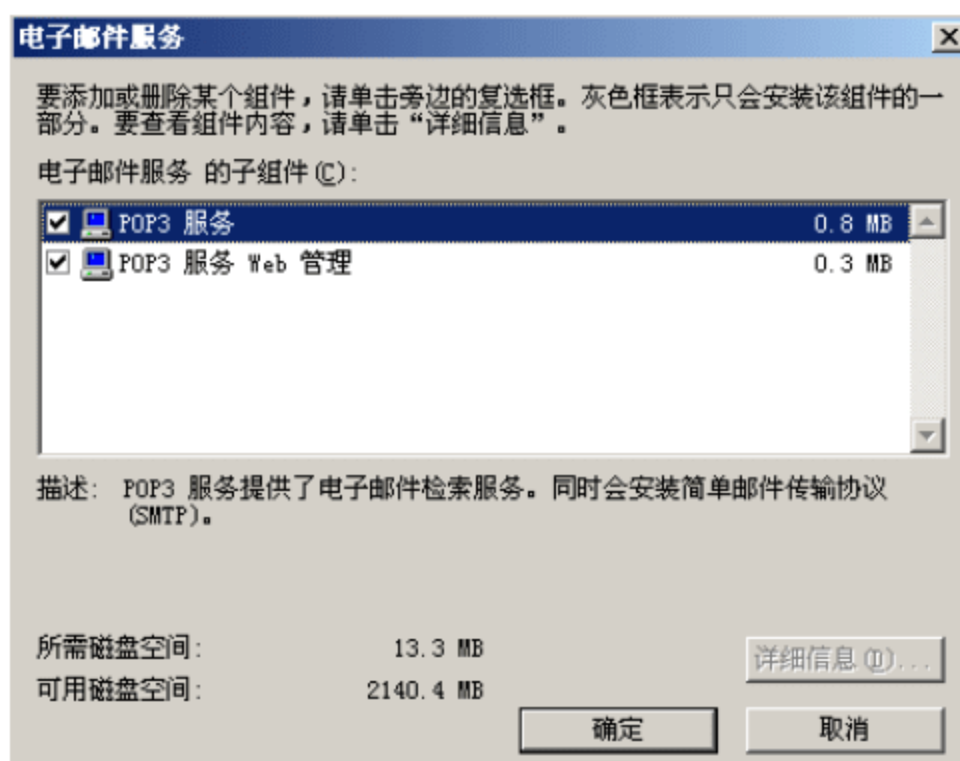 电子邮件服务
要添加或删除某个组件，请单击旁边的复选框。灰色框表示只会安装该组件的一
部分。要查看组件内容，请单击“详细信息”。
电子邮件服务 的子组件(C):
POP3 服务 0.8 MB
POP3 服务 Web 管理 0.3 MB
描述: POP3 服务提供了电子邮件检索服务。同时会安装简单邮件传输协议
(SMTP)。
所需磁盘空间: 13.3 MB
详细信息(D)...
可用磁盘空间: 2140.4 MB
确定 取消